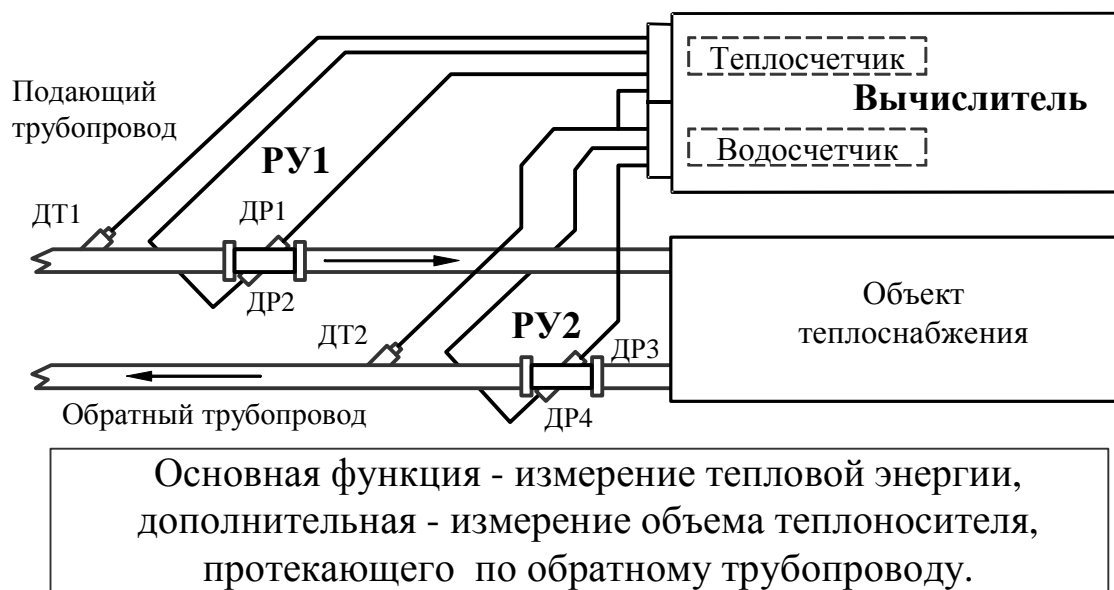 Теплосчетчик
Вычислитель
Водосчетчик
Подающий
трубопровод
РУ1
ДТ1
ДР1
ДР2
Объект
теплоснабжения
ДТ2
РУ2
ДР3
ДР4
Обратный трубопровод
Основная функция - измерение тепловой энергии,
дополнительная - измерение объема теплоносителя,
протекающего по обратному трубопроводу.